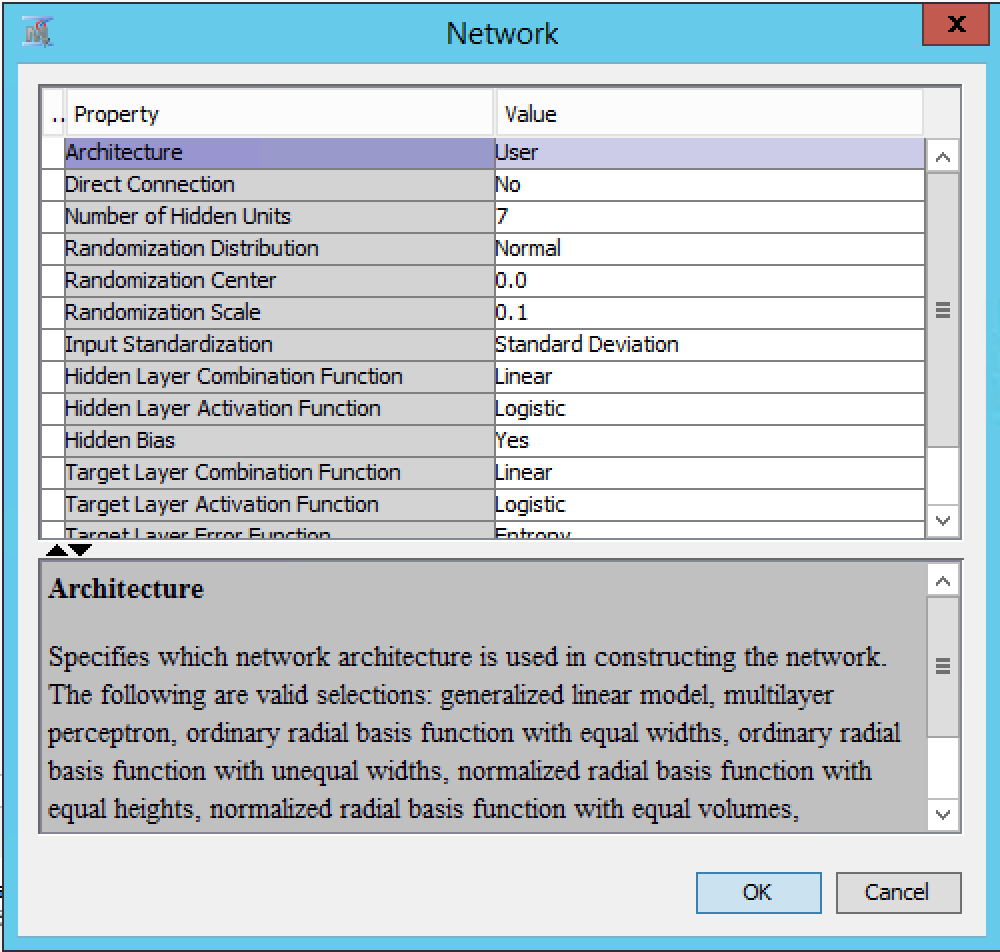 Network
.. Property Value
Architecture User
Direct Connection No
Number of Hidden Units 7
Randomization Distribution Normal
Randomization Center 0.0
Randomization Scale 0.1
Input Standardization Standard Deviation
Hidden Layer Combination Function Linear
Hidden Layer Activation Function Logistic
Hidden Bias Yes
Target Layer Combination Function Linear
Target Layer Activation Function Logistic
Target Layer Error Function Entropy
Architecture
Specifies which network architecture is used in constructing the network.
The following are valid selections: generalized linear model, multilayer
perceptron, ordinary radial basis function with equal widths, ordinary radial
basis function with unequal widths, normalized radial basis function with
equal heights, normalized radial basis function with equal volumes,
OK Cancel